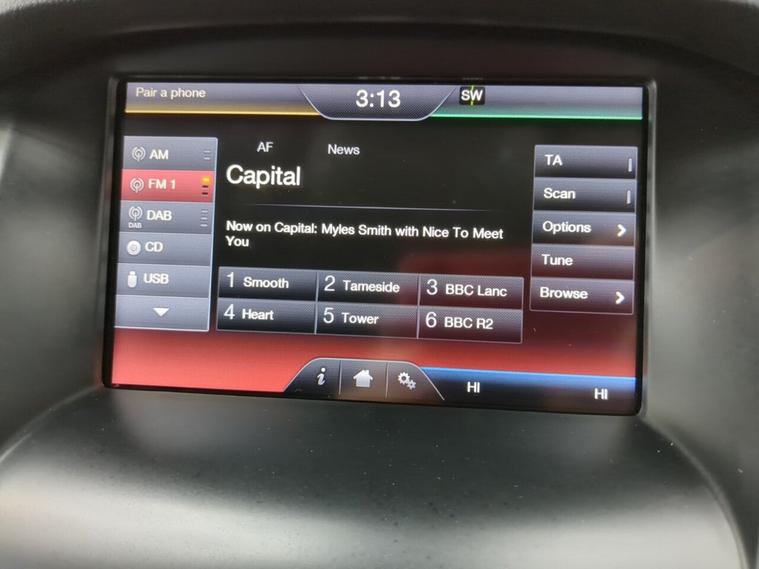 Pair a phone
3:13
SW
AM
FM 1
DAB
DAB
CD
USB
AF
News
Capital
Now on Capital: Myles Smith with Nice To Meet
You
1 Smooth
2 Tameside
3 BBC Lanc
4 Heart
5 Tower
6 BBC R2
TA
Scan
Options
Tune
Browse
i
HI
HI